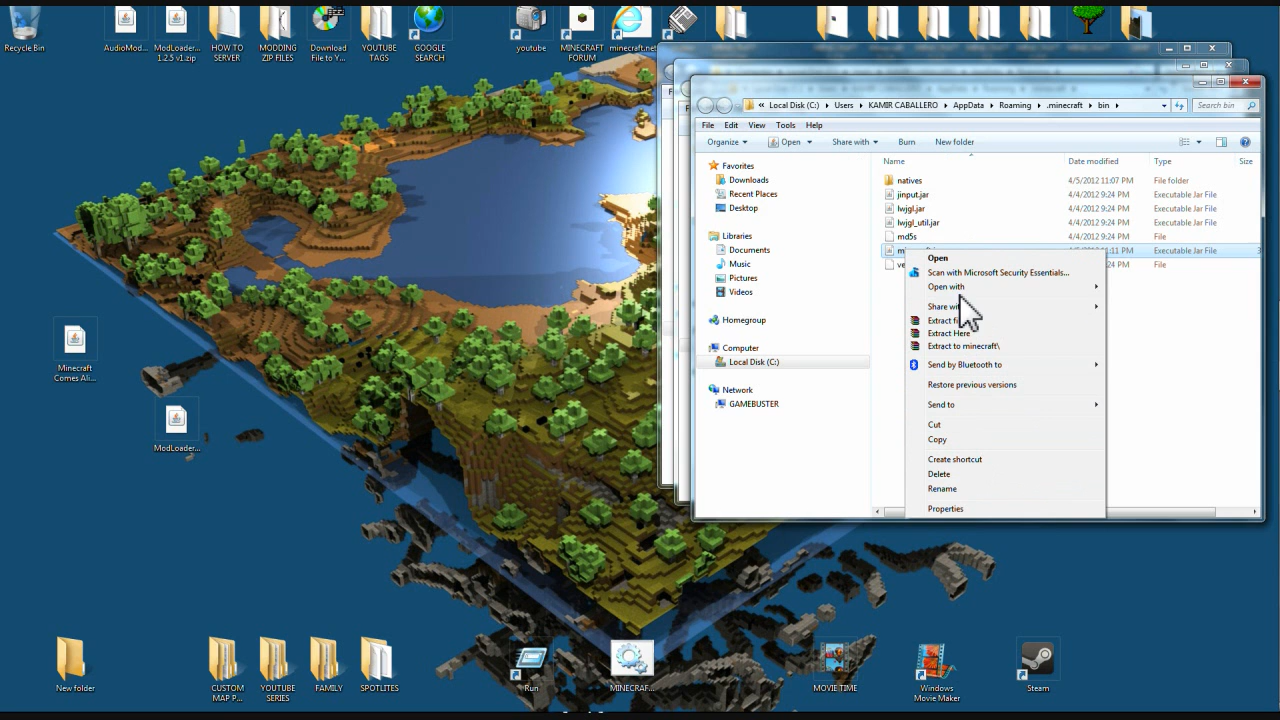 Recycle Bin
AudioMod...
ModLoader...
1.2.5 v1.zip
HOW TO
SERVER
MODDING
ZIP FILES
Download
File to Y...
YOUTUBE
TAGS
GOOGLE
SEARCH
youtube
MINECRAFT
FORUM
minecraft.net
Local Disk (C:)
Users
KAMIR CABALLERO
AppData
Roaming
.minecraft
bin
Search bin
File
Edit
View
Tools
Help
Organize
Open
Share with
Burn
New folder
Favorites
Downloads
Recent Places
Desktop
Libraries
Documents
Music
Pictures
Videos
Homegroup
Computer
Local Disk (C:)
Network
GAMEBUSTER
Name
Date modified
Type
Size
natives
4/5/2012 11:07 PM
File folder
jinput.jar
4/4/2012 9:24 PM
Executable Jar File
lwjgl.jar
4/4/2012 9:24 PM
Executable Jar File
lwjgl_util.jar
4/4/2012 9:24 PM
Executable Jar File
md5s
4/4/2012 9:24 PM
File
Executable Jar File
File
Open
Scan with Microsoft Security Essentials...
Open with
Share
Extract
Extract Here
Extract to minecraft\
Send by Bluetooth to
Restore previous versions
Send to
Cut
Copy
Create shortcut
Delete
Rename
Properties
Minecraft
Comes Ali...
ModLoader...
New folder
CUSTOM
MAP P...
YOUTUBE
SERIES
FAMILY
SPOTLITES
Run
MINECRAF...
MOVIE TIME
Windows
Movie Maker
Steam